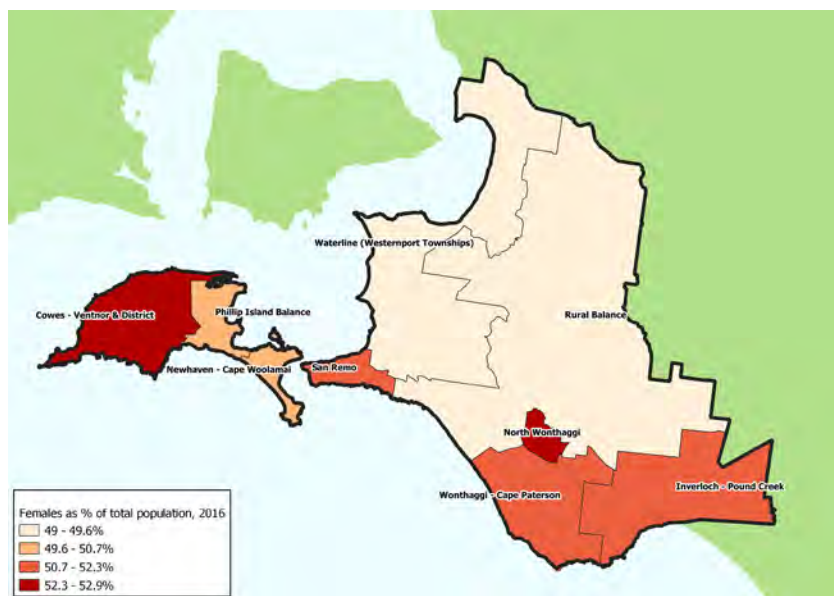 Waterline (Westernport Townships)
Cowes - Ventnor & District
Phillip Island Balance
Rural Balance
Newhaven - Cape Woolamai
San Remo
North Wonthaggi
Inverloch - Pound Creek
Wonthaggi - Cape Paterson
Females as % of total population, 2016
49 - 49.6%
49.6 - 50.7%
50.7 - 52.3%
52.3 - 52.9%